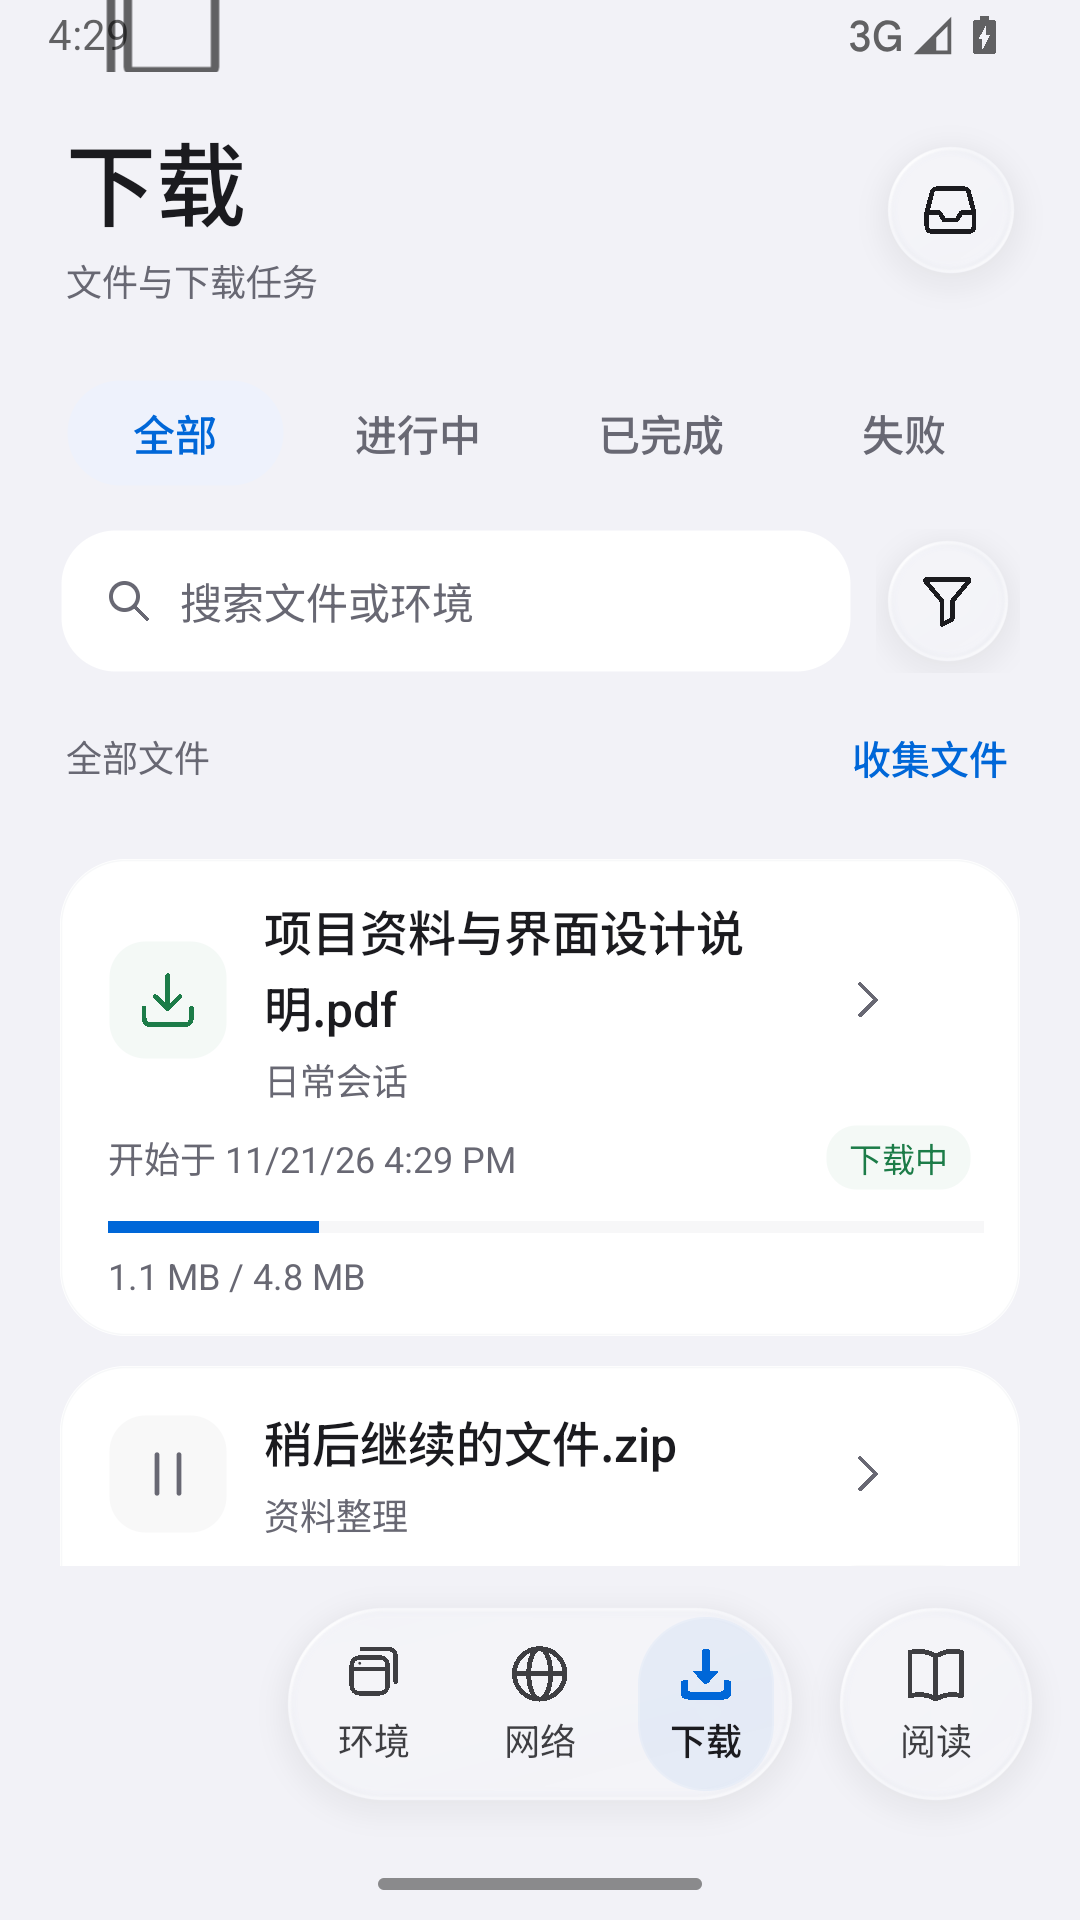 4:29
3G
下载
文件与下载任务
全部
进行中
已完成
失败
搜索文件或环境
全部文件
收集文件
项目资料与界面设计说
明.pdf
日常会话
开始于 11/21/26 4:29 PM
下载中
1.1 MB / 4.8 MB
稍后继续的文件.zip
资料整理
环境
网络
下载
阅读